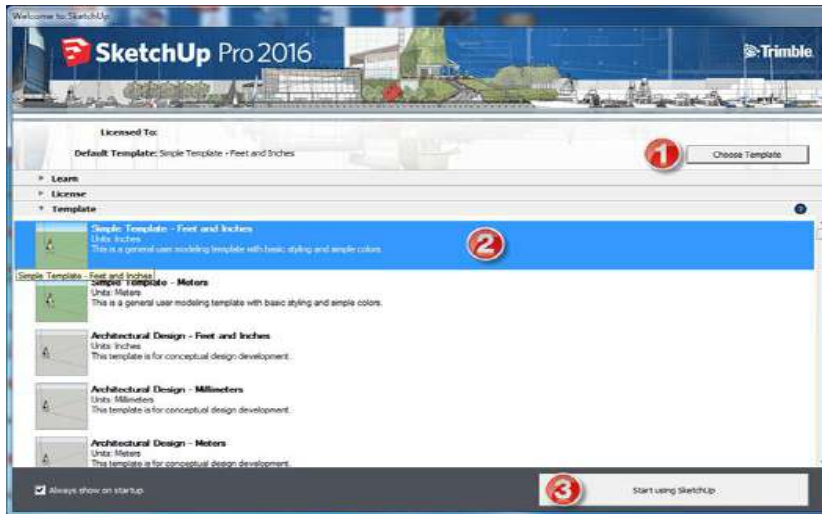 Welcome to SketchUp
SketchUp Pro 2016
Trimble
Licensed To:
Default Template: Simple Template - Feet and Inches
1
Choose Template
Learn
License
Template
?
Simple Template - Feet and Inches
Units: Inches
2
This is a general user modeling template with basic styling and simple colors.
Simple Template - Feet and Inches
Simple Template - Meters
Units: Meters
This is a general user modeling template with basic styling and simple colors.
Architectural Design - Feet and Inches
Units: Inches
This template is for conceptual design development.
Architectural Design - Millimeters
Units: Millimeters
This template is for conceptual design development.
Architectural Design - Meters
Units: Meters
This template is for conceptual design development.
Always show on startup
3
Start using SketchUp